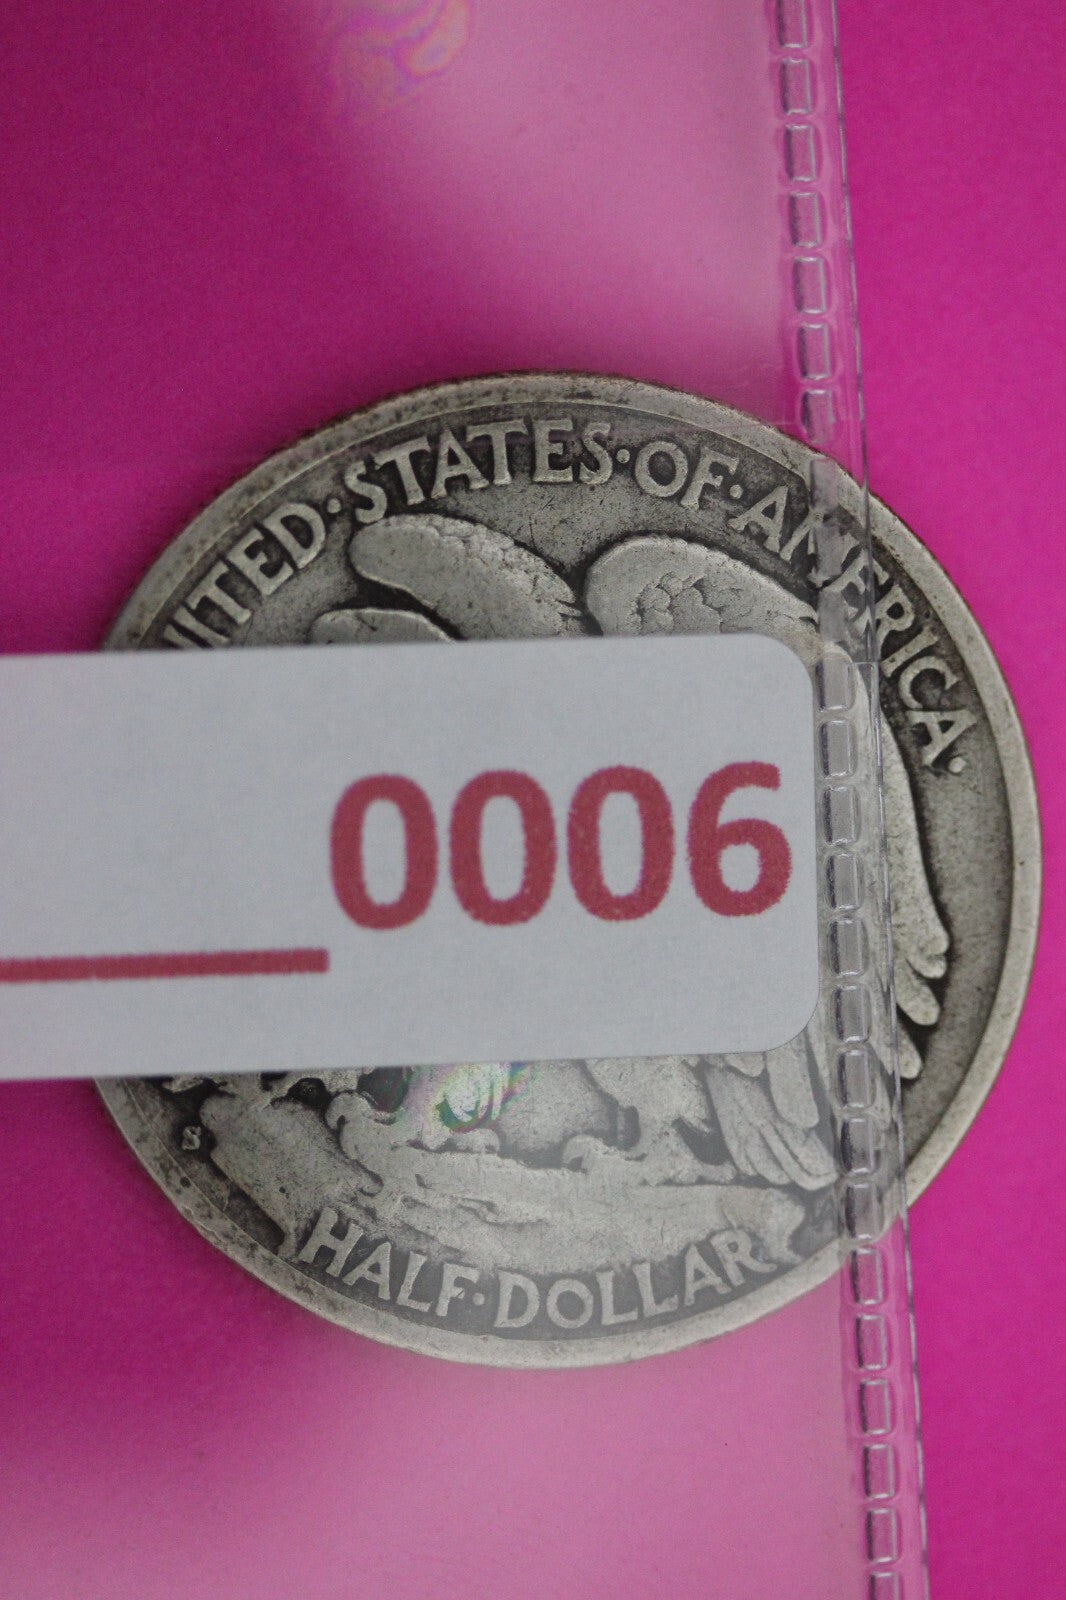 UNITED·STATES·OF·AMERICA·
0006
S
HALF·DOLLAR